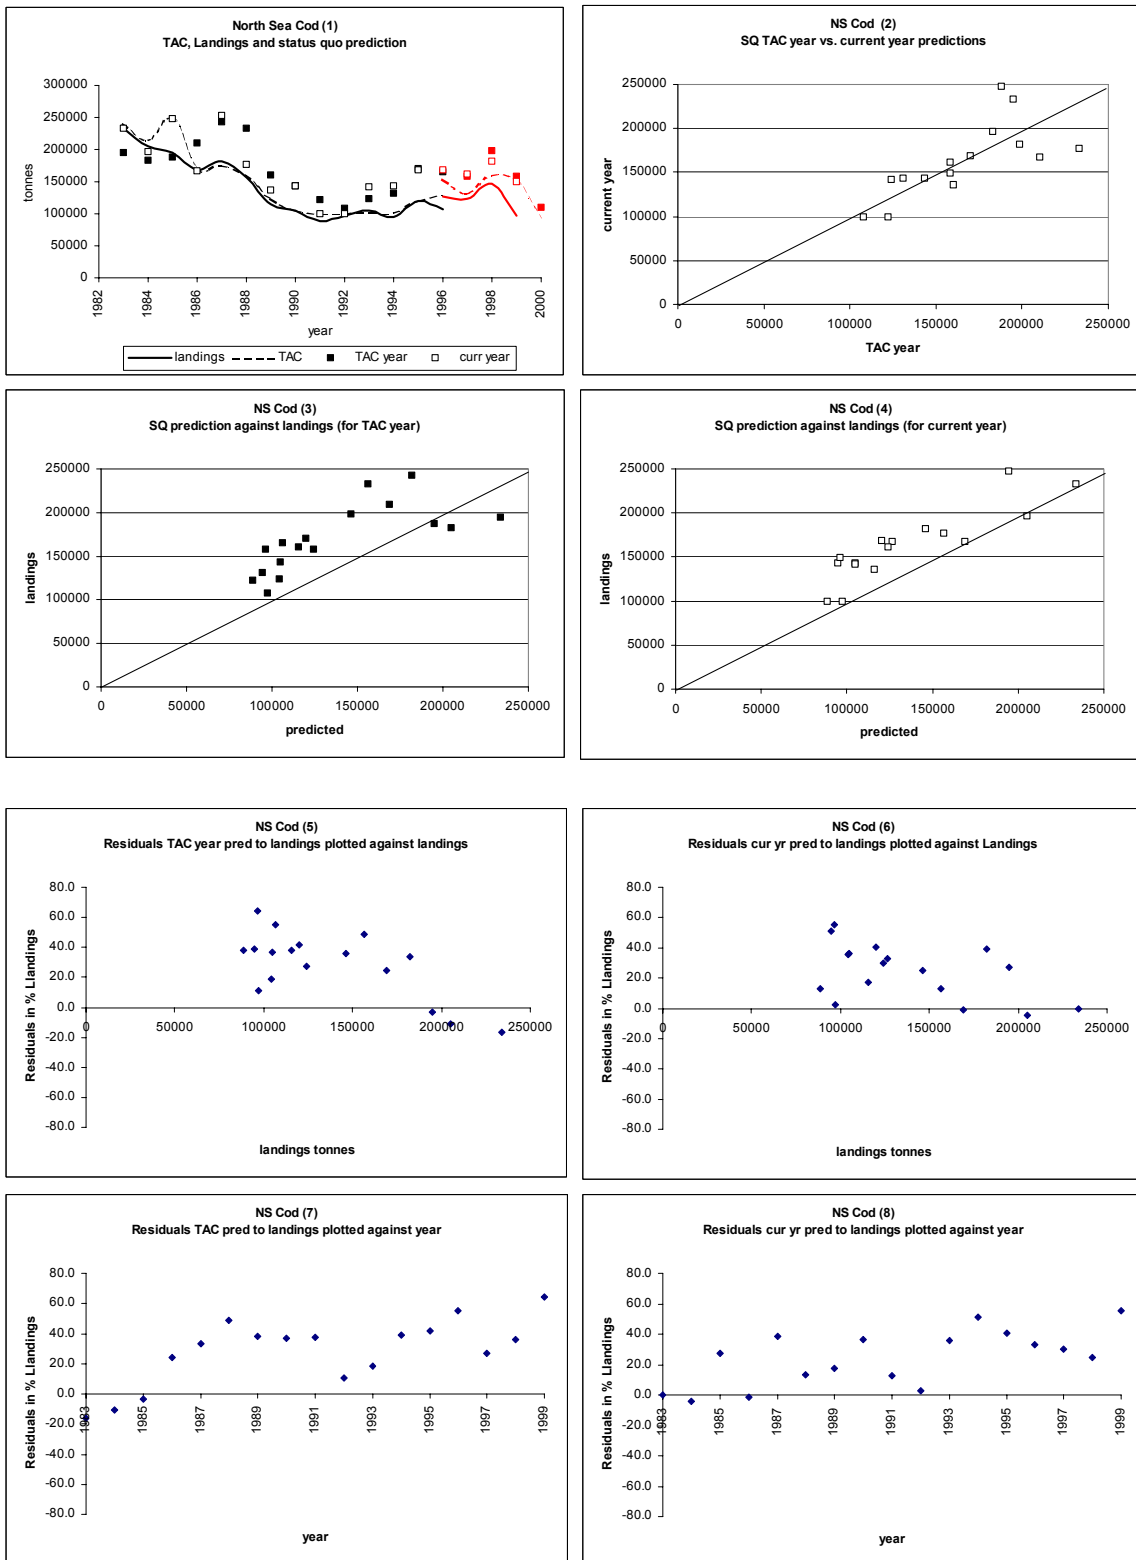 North Sea Cod (1)
TAC, Landings and status quo prediction
tonnes
300000
250000
200000
150000
100000
50000
0
1982
1984
1986
1988
1990
1992
1994
1996
1998
2000
year
landings TAC TAC year curr year
NS Cod (2)
SQ TAC year vs. current year predictions
current year
250000
200000
150000
100000
50000
0
0 50000 100000 150000 200000 250000
TAC year
NS Cod (3)
SQ prediction against landings (for TAC year)
landings
250000
200000
150000
100000
50000
0
0 50000 100000 150000 200000 250000
predicted
NS Cod (4)
SQ prediction against landings (for current year)
landings
250000
200000
150000
100000
50000
0
0 50000 100000 150000 200000 250000
predicted
NS Cod (5)
Residuals TAC year pred to landings plotted against landings
Residuals in % Llandings
80.0
60.0
40.0
20.0
0.0
-20.0
-40.0
-60.0
-80.0
0 50000 100000 150000 200000 250000
landings tonnes
NS Cod (6)
Residuals cur yr pred to landings plotted against Landings
Residuals in % Llandings
80.0
60.0
40.0
20.0
0.0
-20.0
-40.0
-60.0
-80.0
0 50000 100000 150000 200000 250000
landings tonnes
NS Cod (7)
Residuals TAC pred to landings plotted against year
Residuals in % Llandings
80.0
60.0
40.0
20.0
0.0
-20.0
-40.0
-60.0
-80.0
1983
1985
1987
1989
1991
1993
1995
1997
1999
year
NS Cod (8)
Residuals cur yr pred to landings plotted against year
Residuals in % Llandings
80.0
60.0
40.0
20.0
0.0
-20.0
-40.0
-60.0
-80.0
1983
1985
1987
1989
1991
1993
1995
1997
1999
year